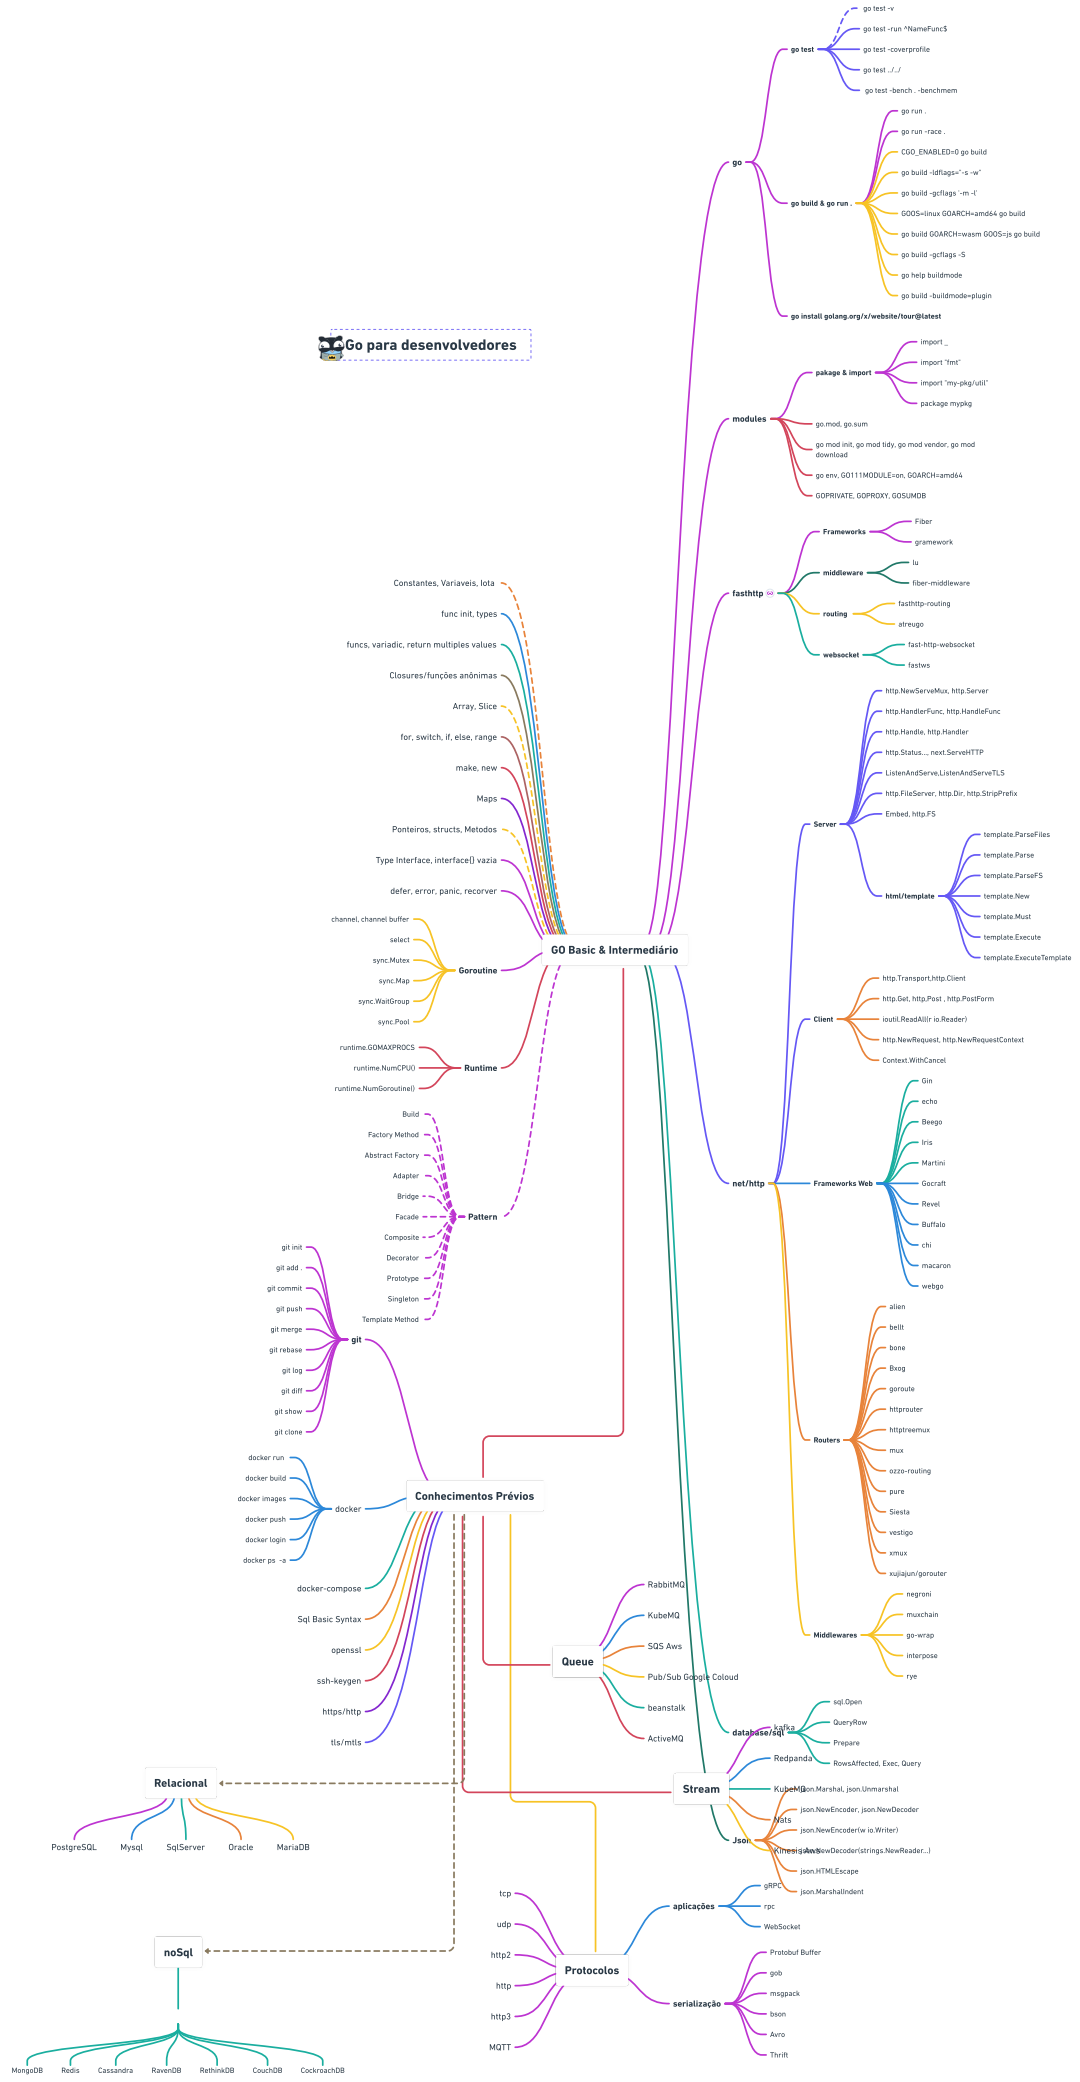 Go para desenvolvedores
go
go test
go test -v
go test -run ^NameFunc$
go test -coverprofile
go test ../../
go test -bench . -benchmem
go build & go run .
go run .
go run -race .
CGO_ENABLED=0 go build
go build -ldflags="-s -w"
go build -gcflags '-m -l'
GOOS=linux GOARCH=amd64 go build
go build GOARCH=wasm GOOS=js go build
go build -gcflags -S
go help buildmode
go build -buildmode=plugin
go install golang.org/x/website/tour@latest
modules
pakage & import
import _
import "fmt"
import "my-pkg/util"
package mypkg
go.mod, go.sum
go mod init, go mod tidy, go mod vendor, go mod
download
go env, GO111MODULE=on, GOARCH=amd64
GOPRIVATE, GOPROXY, GOSUMDB
fasthttp
Frameworks
Fiber
gramework
middleware
lu
fiber-middleware
routing
fasthttp-routing
atreugo
websocket
fast-http-websocket
fastws
GO Basic & Intermediário
Constantes, Variaveis, Iota
func init, types
funcs, variadic, return multiples values
Closures/funções anônimas
Array, Slice
for, switch, if, else, range
make, new
Maps
Ponteiros, structs, Metodos
Type Interface, interface{} vazia
defer, error, panic, recorver
Goroutine
channel, channel buffer
select
sync.Mutex
sync.Map
sync.WaitGroup
sync.Pool
Runtime
runtime.GOMAXPROCS
runtime.NumCPU()
runtime.NumGoroutine()
Pattern
Build
Factory Method
Abstract Factory
Adapter
Bridge
Facade
Composite
Decorator
Prototype
Singleton
Template Method
net/http
Server
http.NewServeMux, http.Server
http.HandlerFunc, http.HandleFunc
http.Handle, http.Handler
http.Status..., next.ServeHTTP
ListenAndServe,ListenAndServeTLS
http.FileServer, http.Dir, http.StripPrefix
Embed, http.FS
html/template
template.ParseFiles
template.Parse
template.ParseFS
template.New
template.Must
template.Execute
template.ExecuteTemplate
Client
http.Transport,http.Client
http.Get, http,Post , http.PostForm
ioutil.ReadAll(r io.Reader)
http.NewRequest, http.NewRequestContext
Context.WithCancel
Frameworks Web
Gin
echo
Beego
Iris
Martini
Gocraft
Revel
Buffalo
chi
macaron
webgo
Routers
alien
bellt
bone
Bxog
goroute
httprouter
httptreemux
mux
ozzo-routing
pure
Siesta
vestigo
xmux
xujiajun/gorouter
Middlewares
negroni
muxchain
go-wrap
interpose
rye
database/sql
sql.Open
QueryRow
Prepare
RowsAffected, Exec, Query
Json
json.Marshal, json.Unmarshal
json.NewEncoder, json.NewDecoder
json.NewEncoder(w io.Writer)
json.NewDecoder(strings.NewReader...)
json.HTMLEscape
json.MarshalIndent
Conhecimentos Prévios
git
git init
git add .
git commit
git push
git merge
git rebase
git log
git diff
git show
git clone
docker
docker run
docker build
docker images
docker push
docker login
docker ps -a
docker-compose
Sql Basic Syntax
openssl
ssh-keygen
https/http
tls/mtls
Queue
RabbitMQ
KubeMQ
SQS Aws
Pub/Sub Google Coloud
beanstalk
ActiveMQ
Stream
kafka
Redpanda
KubeMQ
Nats
Kinesis Aws
Relacional
PostgreSQL
Mysql
SqlServer
Oracle
MariaDB
noSql
MongoDB
Redis
Cassandra
RavenDB
RethinkDB
CouchDB
CockroachDB
Protocolos
tcp
udp
http2
http
http3
MQTT
aplicações
gRPC
rpc
WebSocket
serialização
Protobuf Buffer
gob
msgpack
bson
Avro
Thrift